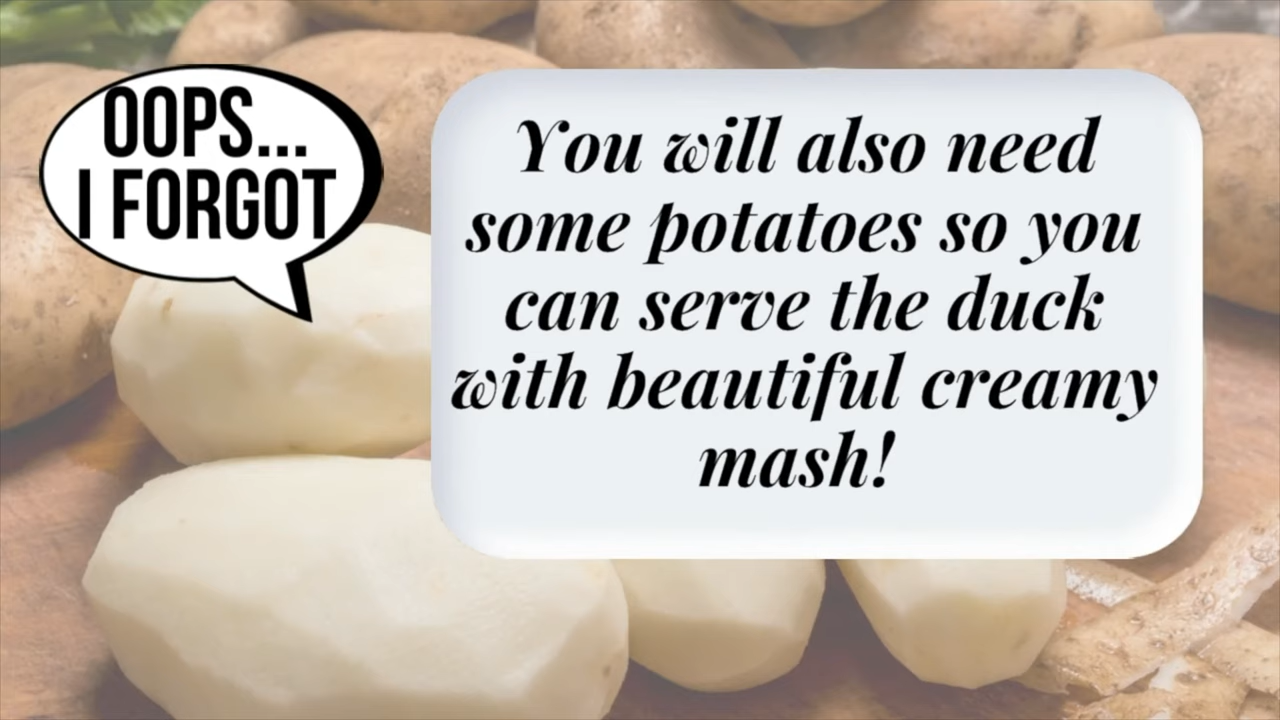 OOPS...
I FORGOT
You will also need
some potatoes so you
can serve the duck
with beautiful creamy
mash!